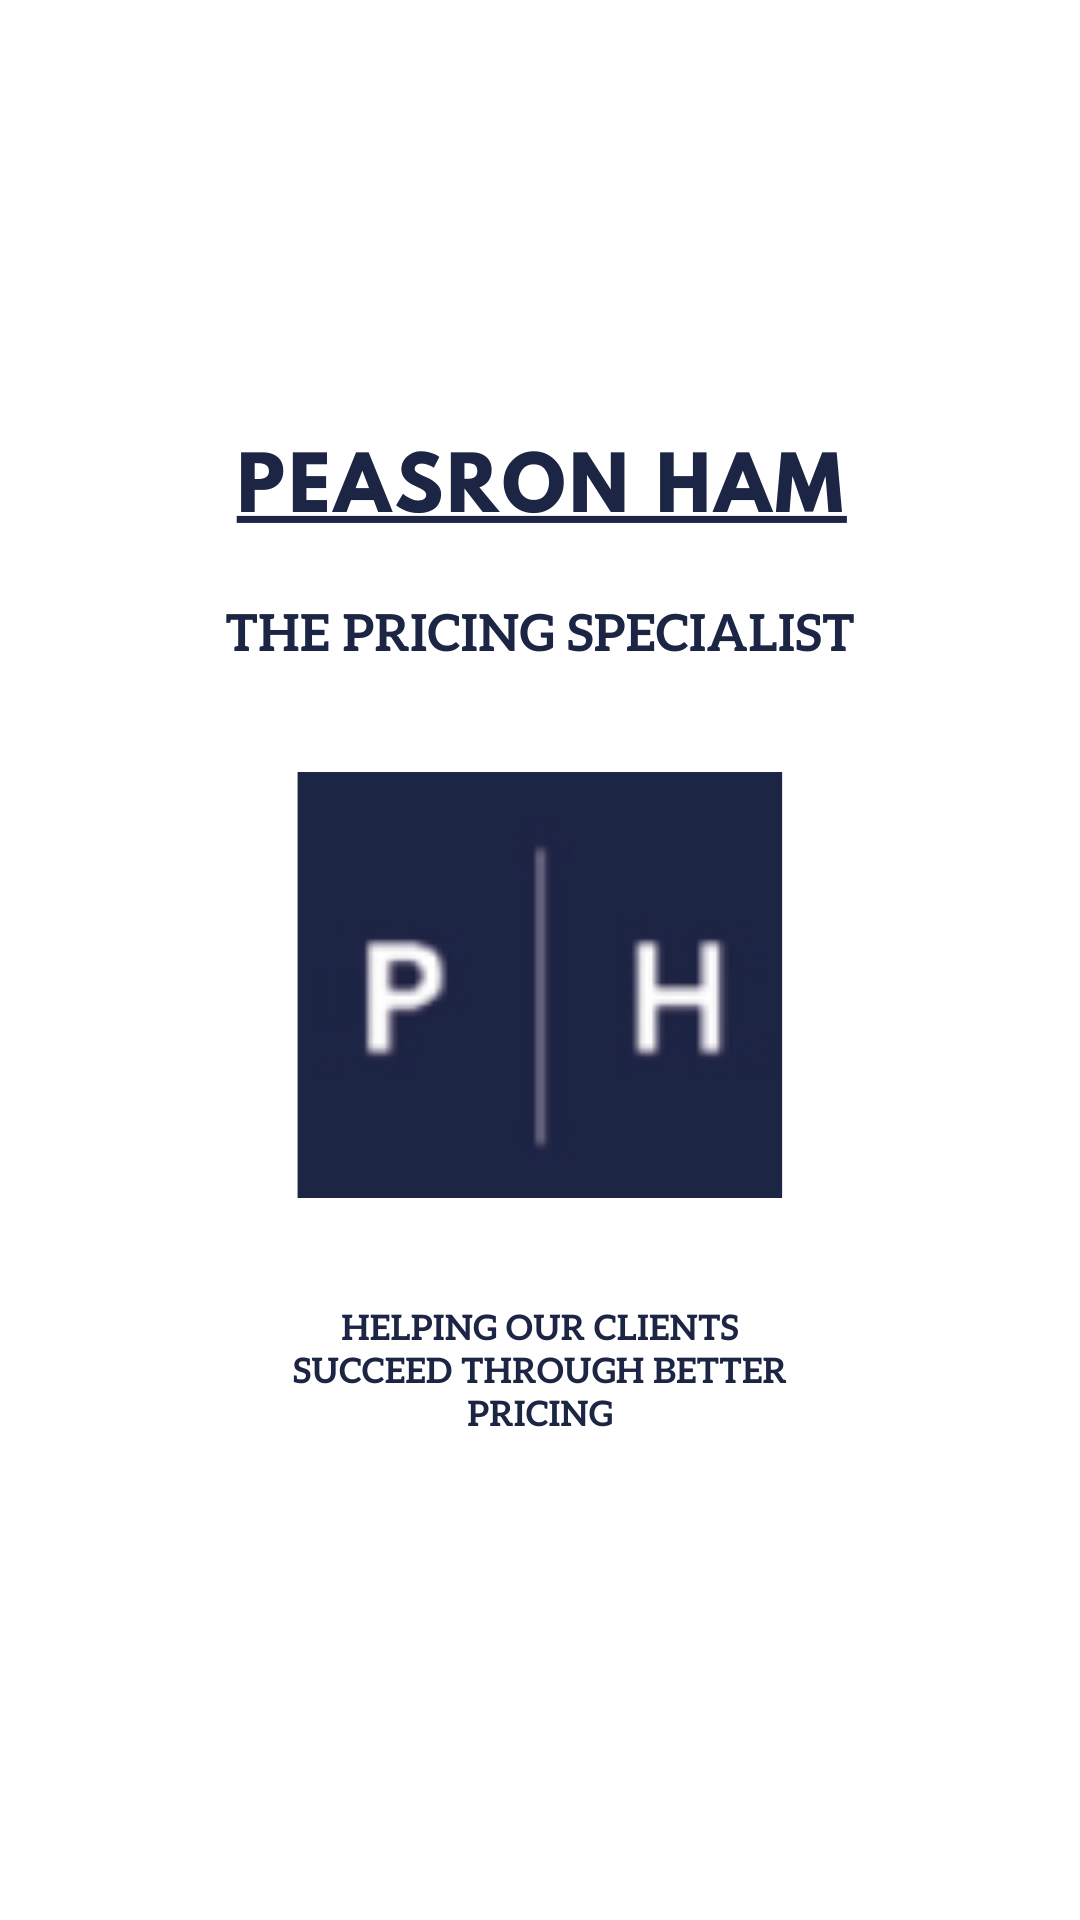 PEASRON HAM
THE PRICING SPECIALIST
P | H
HELPING OUR CLIENTS
SUCCEED THROUGH BETTER
PRICING